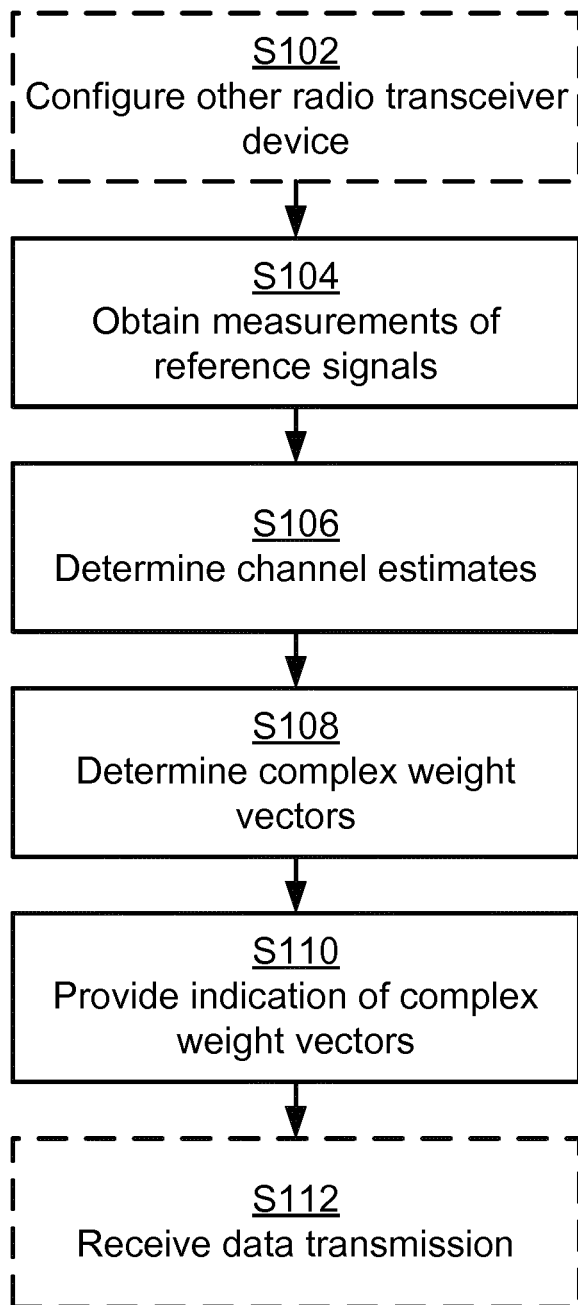 S102
Configure other radio transceiver
device
S104
Obtain measurements of
reference signals
S106
Determine channel estimates
S108
Determine complex weight
vectors
S110
Provide indication of complex
weight vectors
S112
Receive data transmission